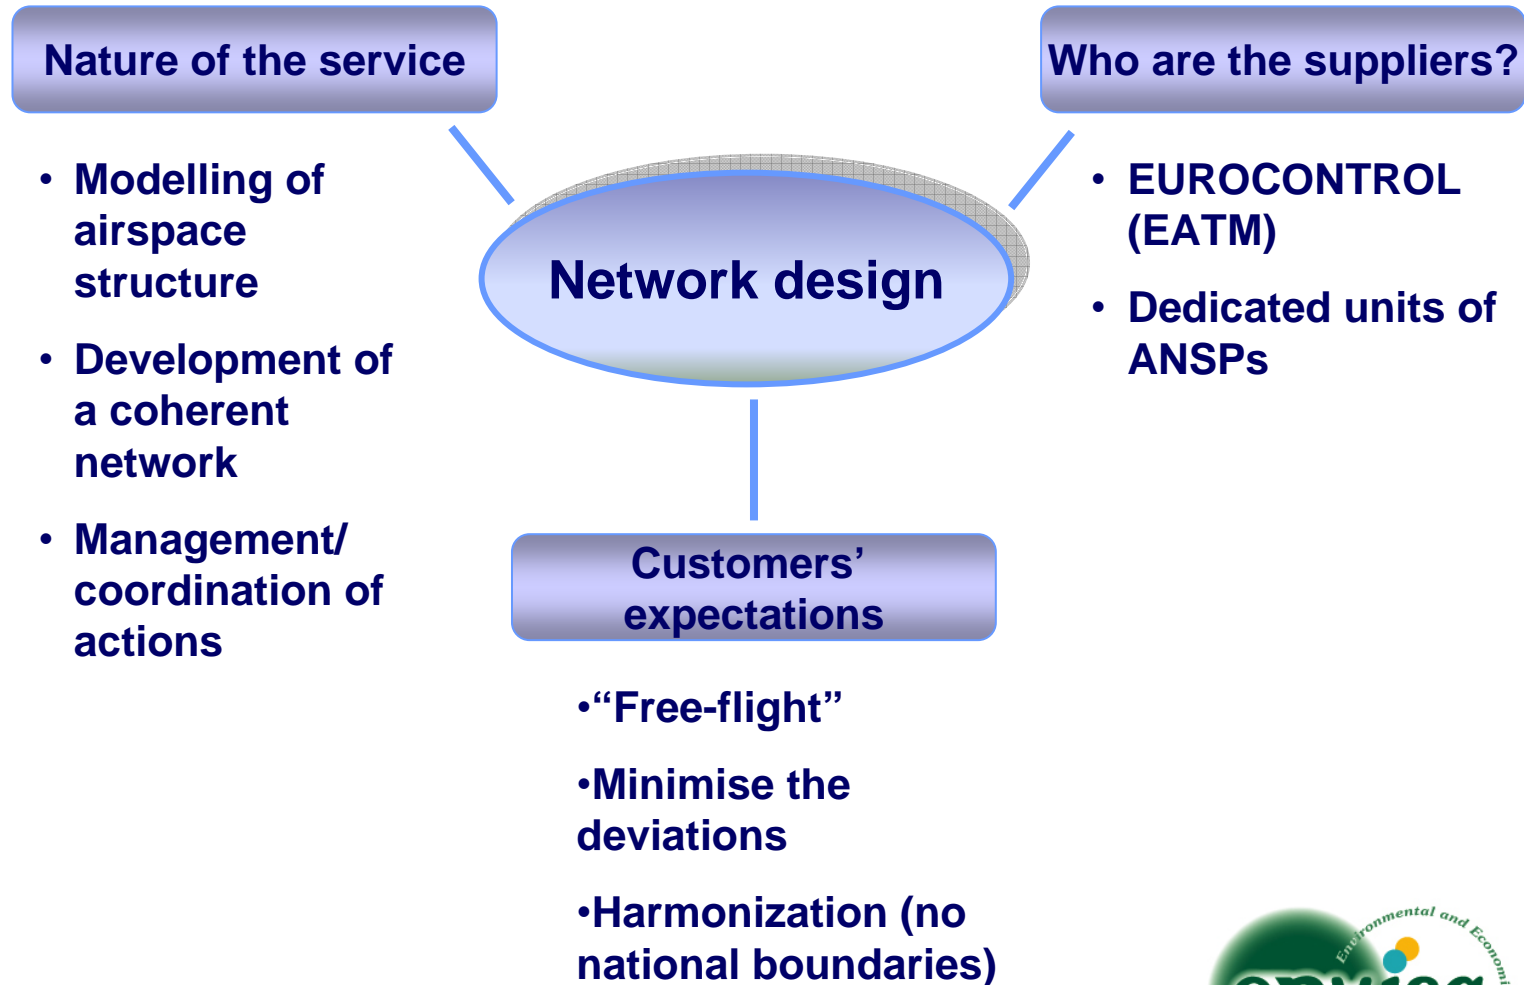 Nature of the service
Who are the suppliers?
• Modelling of
airspace
structure
• Development of
a coherent
network
• Management/
coordination of
actions
Network design
• EUROCONTROL
(EATM)
• Dedicated units of
ANSPs
Customers’
expectations
•“Free-flight”
•Minimise the
deviations
•Harmonization (no
national boundaries)
Environmental and